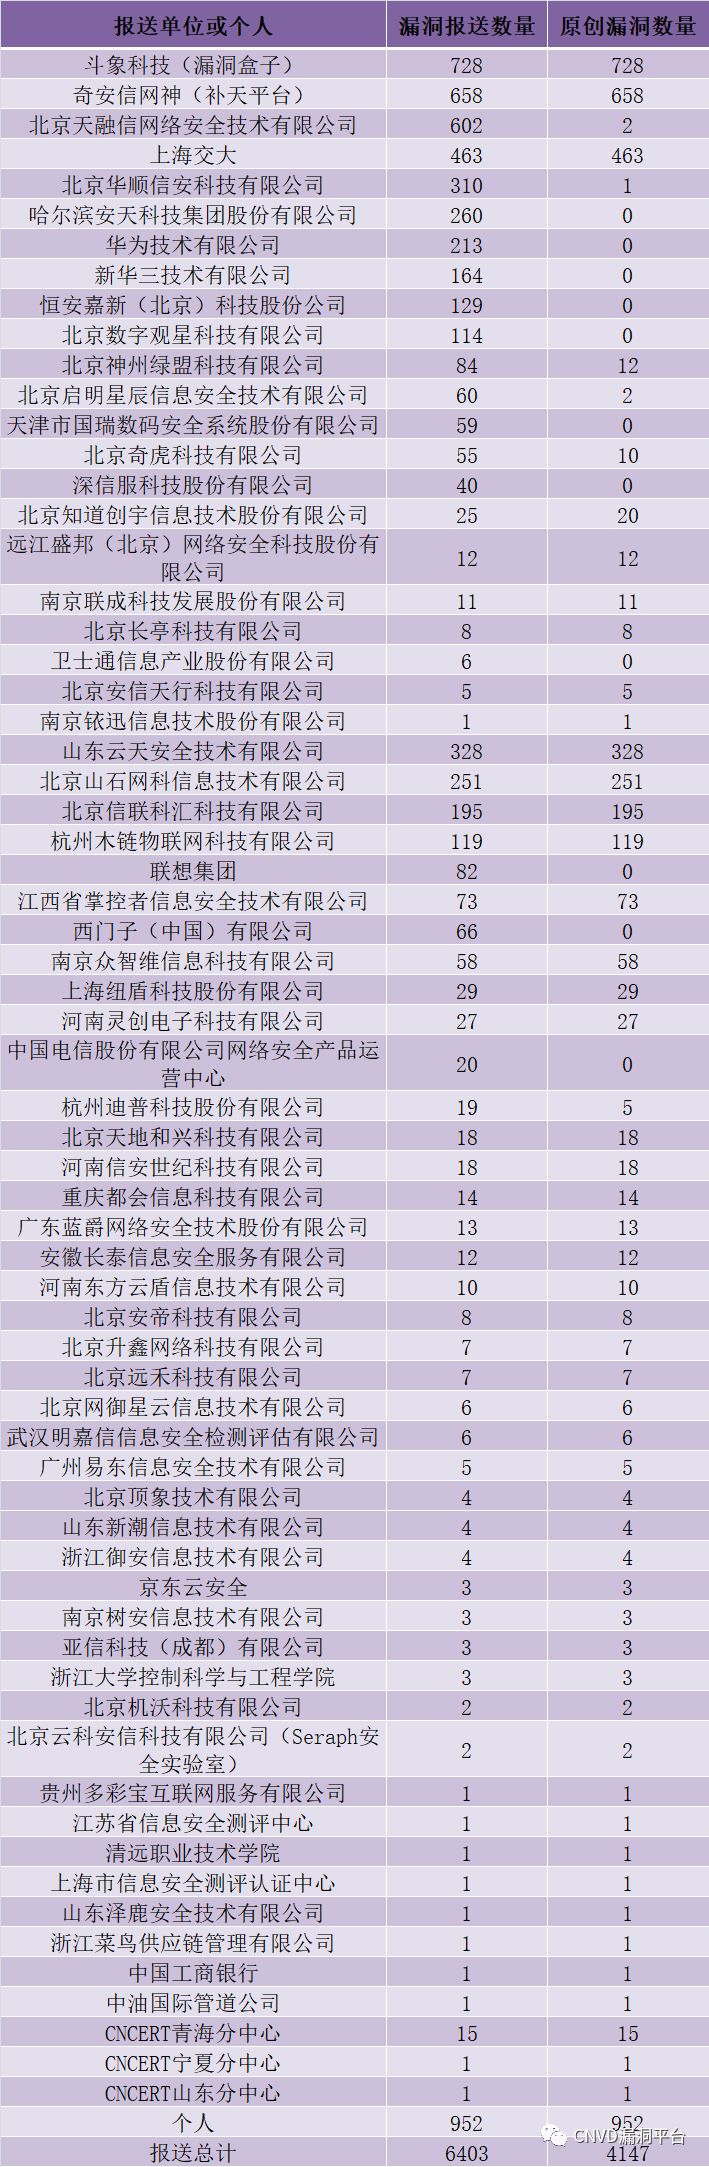 报送单位或个人 漏洞报送数量 原创漏洞数量
斗象科技（漏洞盒子） 728 728
奇安信网神（补天平台） 658 658
北京天融信网络安全技术有限公司 602 2
上海交大 463 463
北京华顺信安科技有限公司 310 1
哈尔滨安天科技集团股份有限公司 260 0
华为技术有限公司 213 0
新华三技术有限公司 164 0
恒安嘉新（北京）科技股份公司 129 0
北京数字观星科技有限公司 114 0
北京神州绿盟科技有限公司 84 12
北京启明星辰信息安全技术有限公司 60 2
天津市国瑞数码安全系统股份有限公司 59 0
北京奇虎科技有限公司 55 10
深信服科技股份有限公司 40 0
北京知道创宇信息技术股份有限公司 25 20
远江盛邦（北京）网络安全科技股份有
限公司 12 12
南京联成科技发展股份有限公司 11 11
北京长亭科技有限公司 8 8
卫士通信息产业股份有限公司 6 0
北京安信天行科技有限公司 5 5
南京铱迅信息技术股份有限公司 1 1
山东云天安全技术有限公司 328 328
北京山石网科信息技术有限公司 251 251
北京信联科汇科技有限公司 195 195
杭州木链物联网科技有限公司 119 119
联想集团 82 0
江西省掌控者信息安全技术有限公司 73 73
西门子（中国）有限公司 66 0
南京众智维信息科技有限公司 58 58
上海纽盾科技股份有限公司 29 29
河南灵创电子科技有限公司 27 27
中国电信股份有限公司网络安全产品运
营中心 20 0
杭州迪普科技股份有限公司 19 5
北京天地和兴科技有限公司 18 18
河南信安世纪科技有限公司 18 18
重庆都会信息科技有限公司 14 14
广东蓝爵网络安全技术股份有限公司 13 13
安徽长泰信息安全服务有限公司 12 12
河南东方云盾信息技术有限公司 10 10
北京安帝科技有限公司 8 8
北京升鑫网络科技有限公司 7 7
北京远禾科技有限公司 7 7
北京网御星云信息技术有限公司 6 6
武汉明嘉信信息安全检测评估有限公司 6 6
广州易东信息安全技术有限公司 5 5
北京顶象技术有限公司 4 4
山东新潮信息技术有限公司 4 4
浙江御安信息技术有限公司 4 4
京东云安全 3 3
南京树安信息技术有限公司 3 3
亚信科技（成都）有限公司 3 3
浙江大学控制科学与工程学院 3 3
北京机沃科技有限公司 2 2
北京云科安信科技有限公司（Seraph安
全实验室） 2 2
贵州多彩宝互联网服务有限公司 1 1
江苏省信息安全测评中心 1 1
清远职业技术学院 1 1
上海市信息安全测评认证中心 1 1
山东泽鹿安全技术有限公司 1 1
浙江菜鸟供应链管理有限公司 1 1
中国工商银行 1 1
中油国际管道公司 1 1
CNCERT青海分中心 15 15
CNCERT宁夏分中心 1 1
CNCERT山东分中心 1 1
个人 952 952
CNVD漏洞平台
报送总计 6403 4147